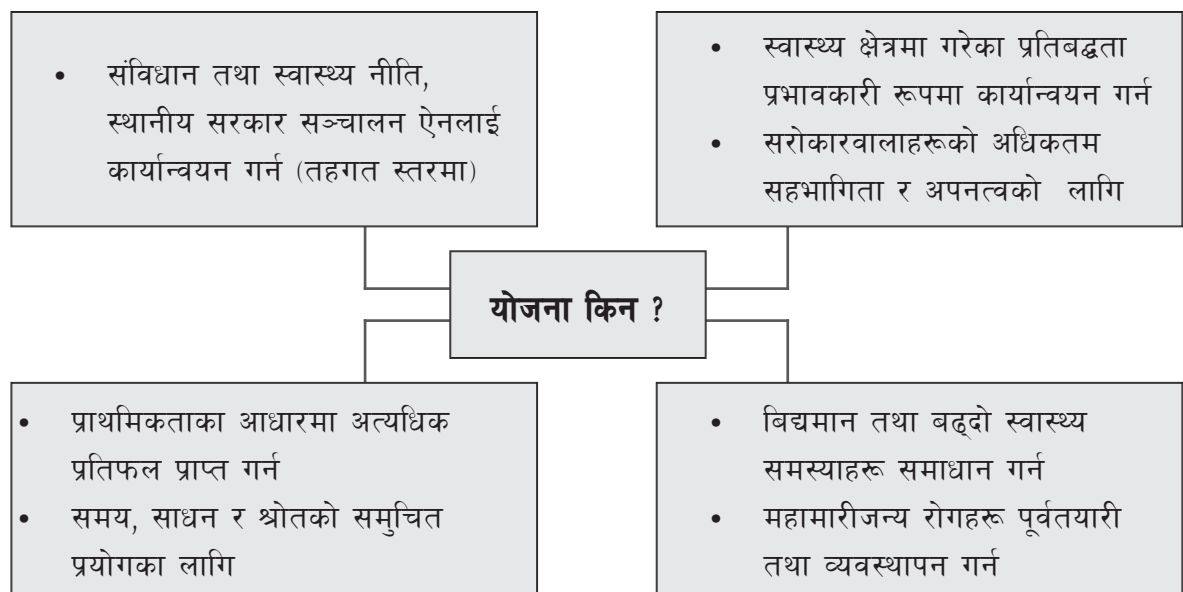 • संविधान तथा स्वास्थ्य नीति,
स्थानीय सरकार सञ्चालन ऐनलाई
कार्यान्वयन गर्न (तहगत स्तरमा)
• स्वास्थ्य क्षेत्रमा गरेका प्रतिबद्धता
प्रभावकारी रूपमा कार्यान्वयन गर्न
• सरोकारवालाहरूको अधिकतम
सहभागिता र अपनत्वको लागि
योजना किन ?
• प्राथमिकताका आधारमा अत्यधिक
प्रतिफल प्राप्त गर्न
• समय, साधन र श्रोतको समुचित
प्रयोगका लागि
• बिद्यमान तथा बढ्दो स्वास्थ्य
समस्याहरू समाधान गर्न
• महामारीजन्य रोगहरू पूर्वतयारी
तथा व्यवस्थापन गर्न